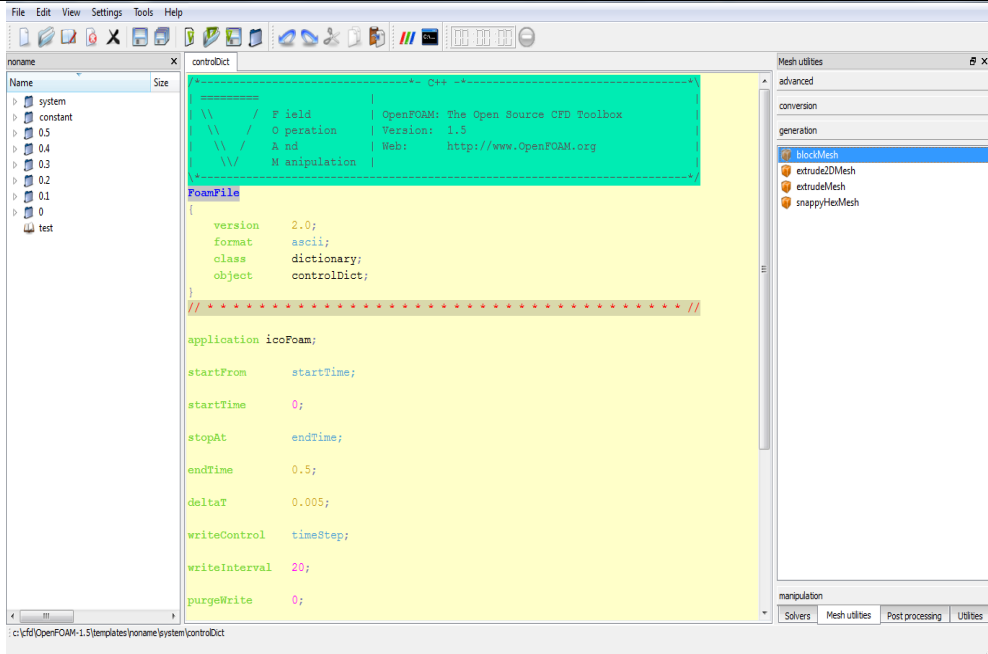 File Edit View Settings Tools Help
noname x
Name Size
system
constant
0.5
0.4
0.3
0.2
0.1
0
test
controlDict
/*--------------------------------*- C++ -*----------------------------------*\
| =========                 |                                                 |
| \\      /  F ield         | OpenFOAM: The Open Source CFD Toolbox           |
|  \\    /   O peration     | Version:  1.5                                   |
|   \\  /    A nd           | Web:      http://www.OpenFOAM.org               |
|    \\/     M anipulation  |                                                 |
\*---------------------------------------------------------------------------*/
FoamFile
{
    version     2.0;
    format      ascii;
    class       dictionary;
    object      controlDict;
}
// * * * * * * * * * * * * * * * * * * * * * * * * * * * * * * * * * * * * * //
application icoFoam;
startFrom       startTime;
startTime       0;
stopAt          endTime;
endTime         0.5;
deltaT          0.005;
writeControl    timeStep;
writeInterval   20;
purgeWrite      0;
Mesh utilities x
advanced
conversion
generation
blockMesh
extrude2DMesh
extrudeMesh
snappyHexMesh
manipulation
Solvers Mesh utilities Post processing Utilities
c:\cfd\OpenFOAM-1.5\templates\noname\system\controlDict